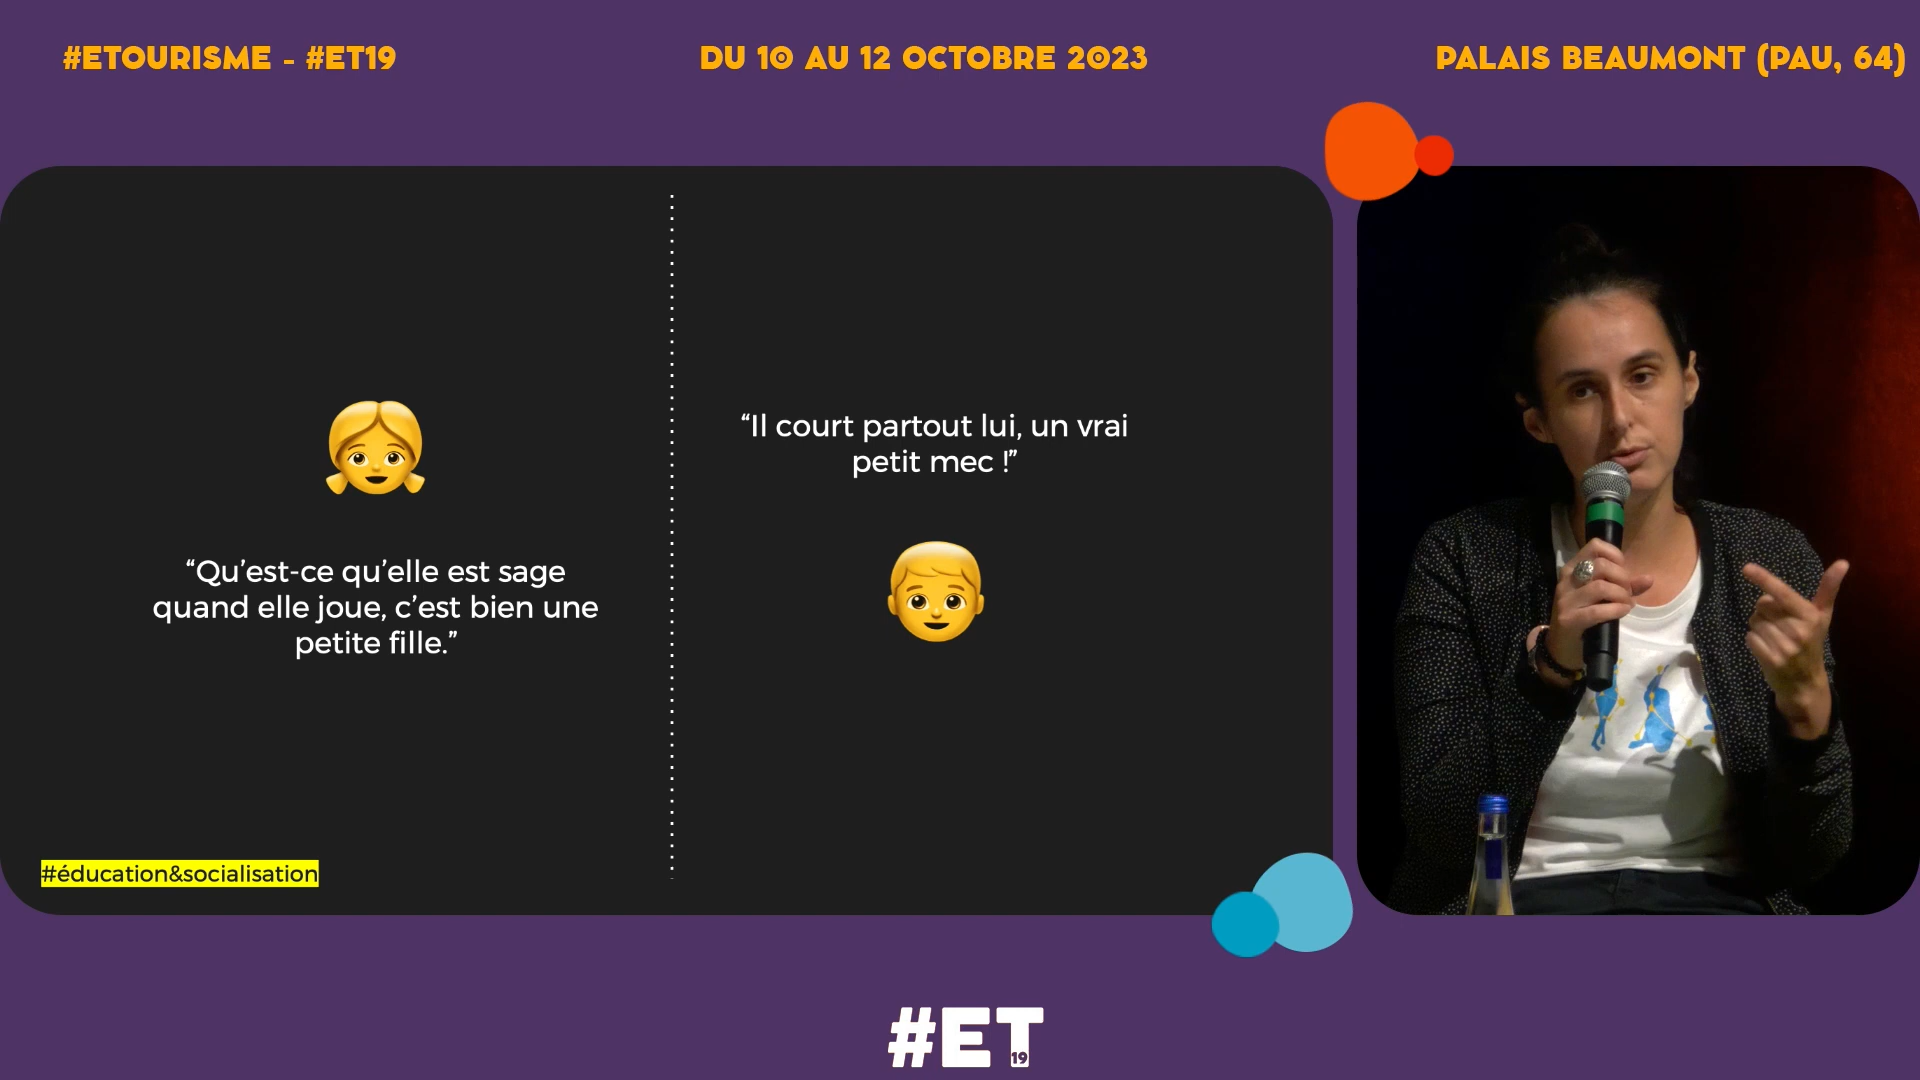 #ETOURISME - #ET19
DU 10 AU 12 OCTOBRE 2023
PALAIS BEAUMONT (PAU, 64)
“Qu’est-ce qu’elle est sage
quand elle joue, c’est bien une
petite fille.”
“Il court partout lui, un vrai
petit mec !”
#éducation&socialisation
#ET
19